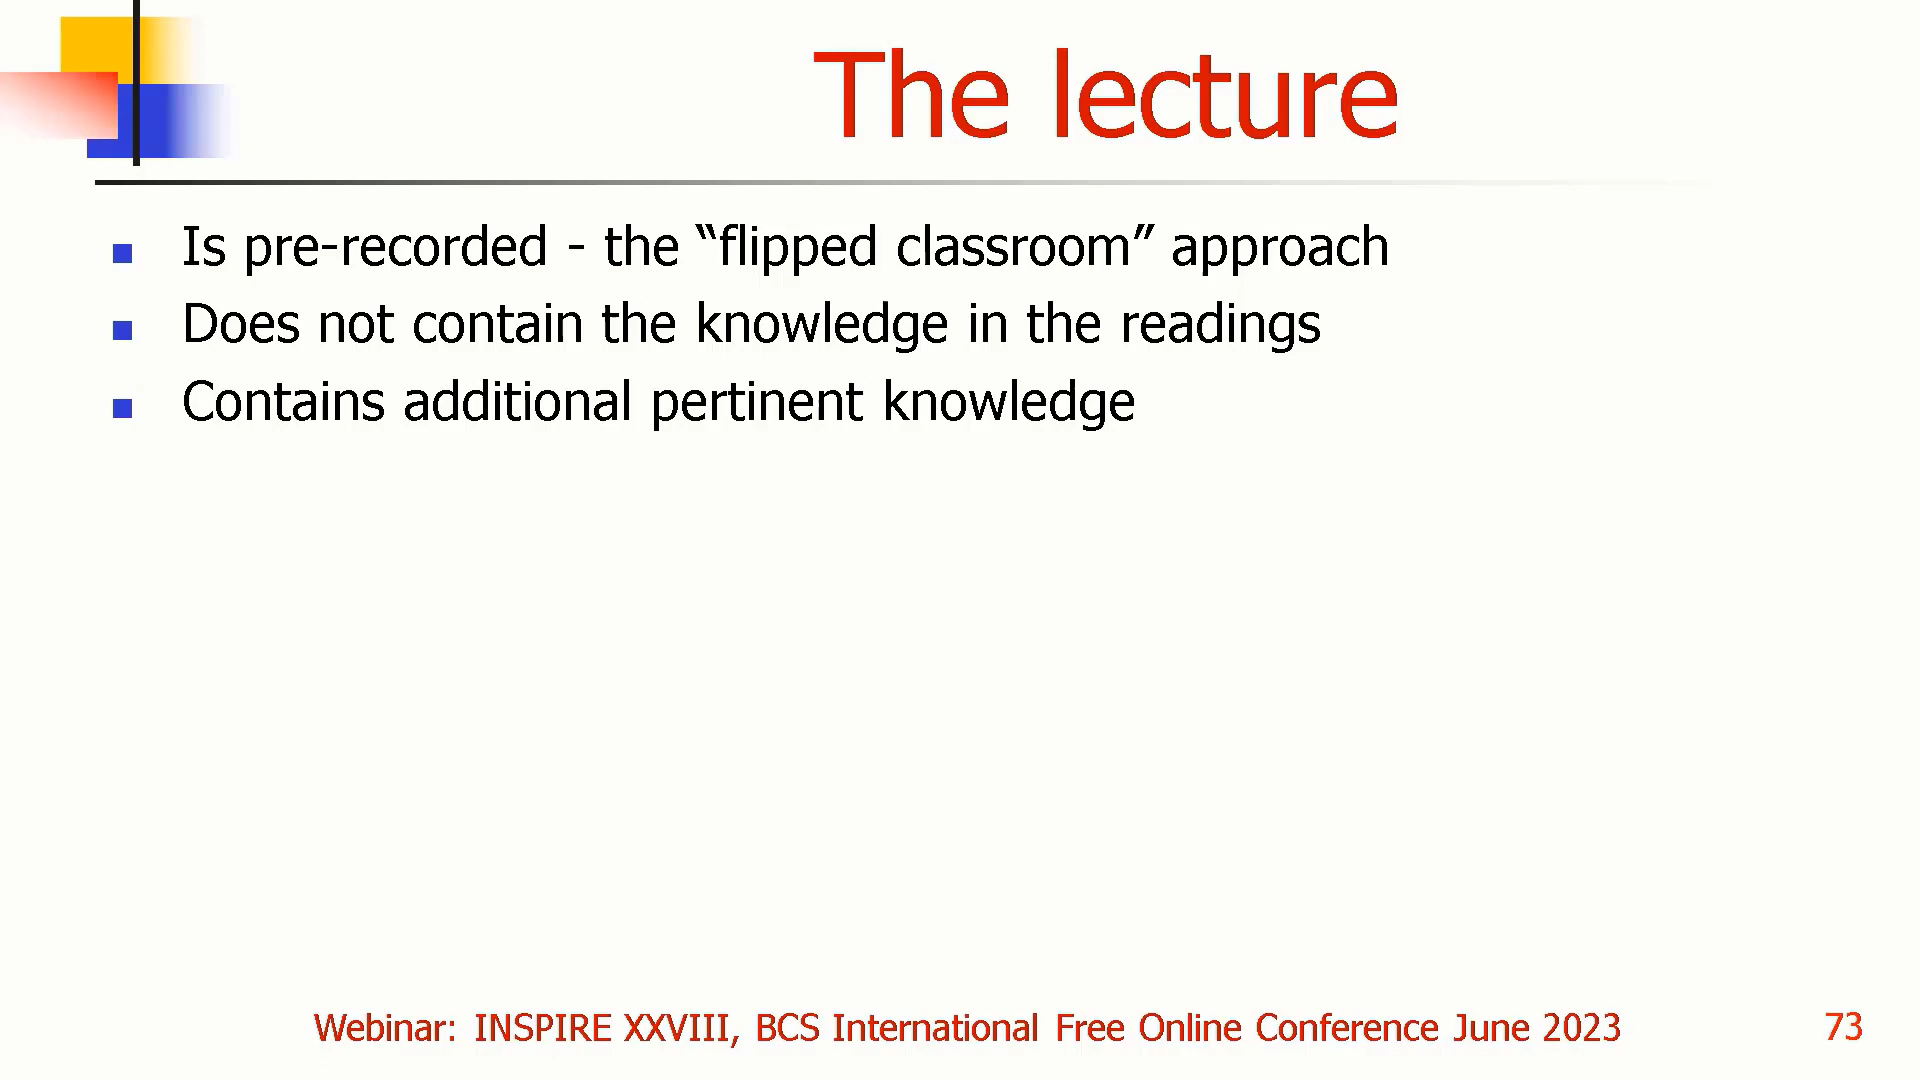 The lecture
Is pre-recorded - the “flipped classroom” approach
Does not contain the knowledge in the readings
Contains additional pertinent knowledge
Webinar: INSPIRE XXVIII, BCS International Free Online Conference June 2023
73